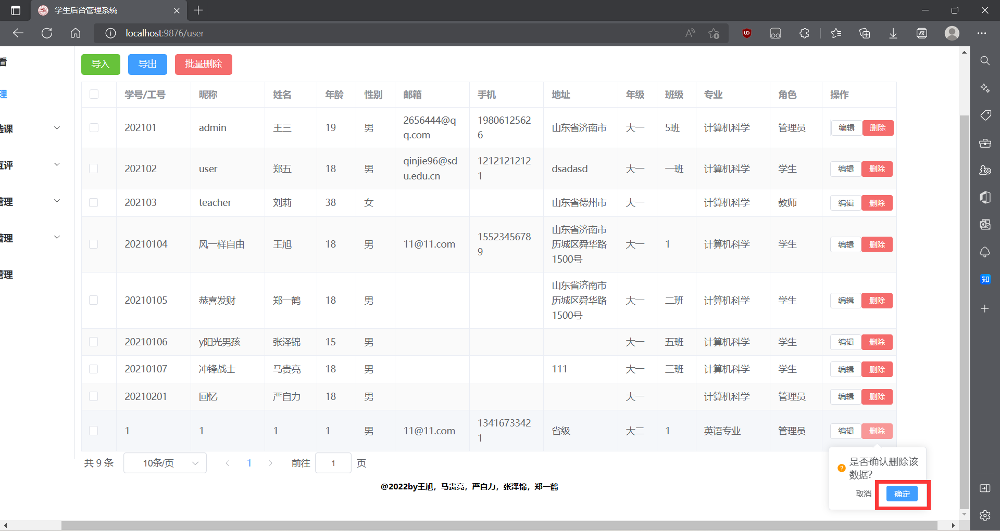 学生后台管理系统
localhost:9876/user
看
理
选课
互评
管理
管理
管理
导入 导出 批量删除
学号/工号 昵称 姓名 年龄 性别 邮箱 手机 地址 年级 班级 专业 角色 操作
202101 admin 王三 19 男 2656444@q 1980612562 山东省济南市 大一 5班 计算机科学 管理员 编辑 删除
q.com 6
202102 user 郑五 18 男 qinjie96@sd 1212121212 dsadasd 大一 一班 计算机科学 学生 编辑 删除
u.edu.cn 1
202103 teacher 刘莉 38 女 山东省德州市 大一 计算机科学 教师 编辑 删除
山东省济南市
20210104 风一样自由 王旭 18 男 11@11.com 1552345678 历城区舜华路 大一 1 计算机科学 学生 编辑 删除
9 1500号
山东省济南市
20210105 恭喜发财 郑一鹤 18 男 历城区舜华路 大一 二班 计算机科学 学生 编辑 删除
1500号
20210106 y阳光男孩 张泽锦 15 男 大一 五班 计算机科学 学生 编辑 删除
20210107 冲锋战士 马贵亮 18 男 111 大一 三班 计算机科学 学生 编辑 删除
20210201 回忆 严自力 18 男 大一 计算机科学 管理员 编辑 删除
1 1 1 1 男 11@11.com 1341673342 省级 大二 1 英语专业 管理员 编辑 删除
1
共 9 条 10条/页 1 前往 1 页
是否确认删除该
数据?
取消 确定
@2022by王旭，马贵亮，严自力，张泽锦，郑一鹤
知